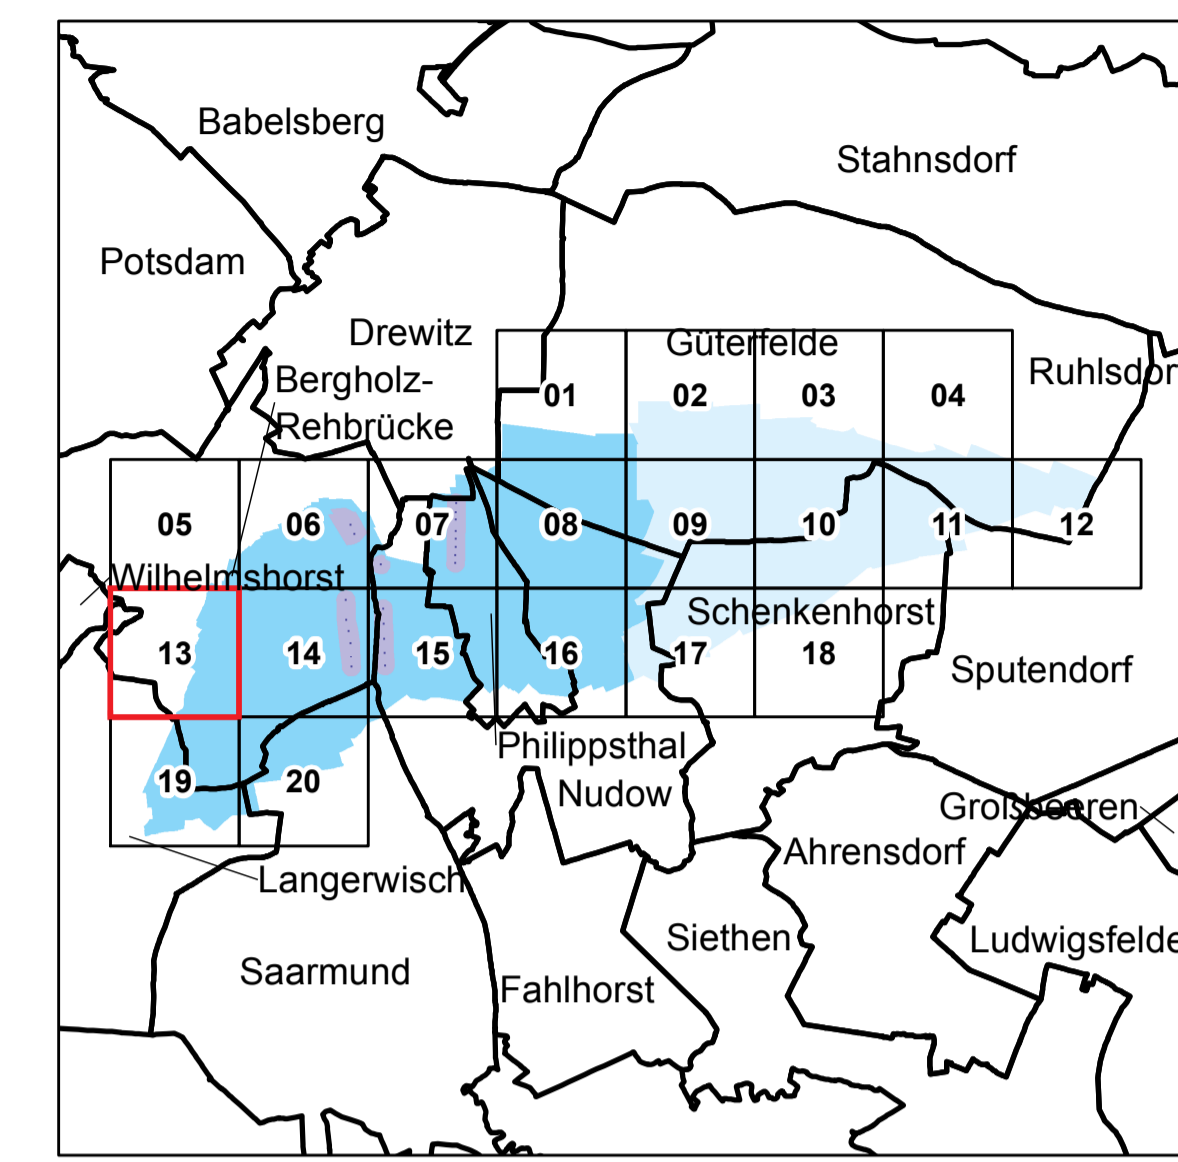 Babelsberg
Stahnsdorf
Potsdam
Drewitz
Güterfelde
Ruhlsdor
Bergholz-
Rehbrücke
01 02 03 04
05 06 07 08 09 10 11 12
Wilhelmshorst
Schenkenhorst
13 14 15 16 17 18
Sputendorf
Philippsthal
19 20
Nudow
Großbeeren
Ahrensdorf
Langerwisch
Siethen
Ludwigsfelde
Saarmund
Fahlhorst